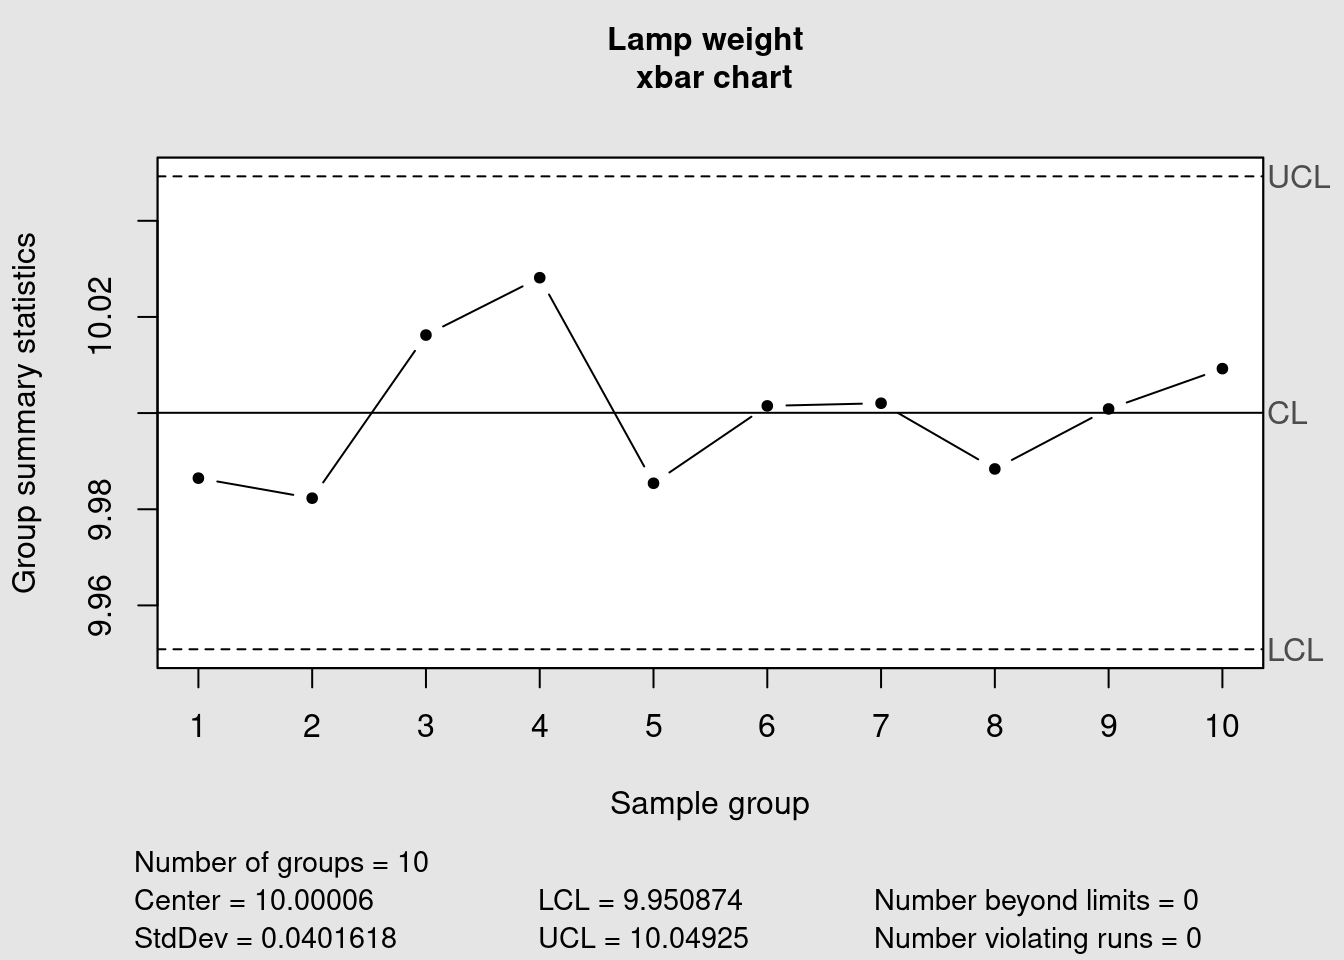 Lamp weight
xbar chart
Group summary statistics
10.02
9.98
9.96
UCL
CL
LCL
1 2 3 4 5 6 7 8 9 10
Sample group
Number of groups = 10
Center = 10.00006 LCL = 9.950874 Number beyond limits = 0
StdDev = 0.0401618 UCL = 10.04925 Number violating runs = 0